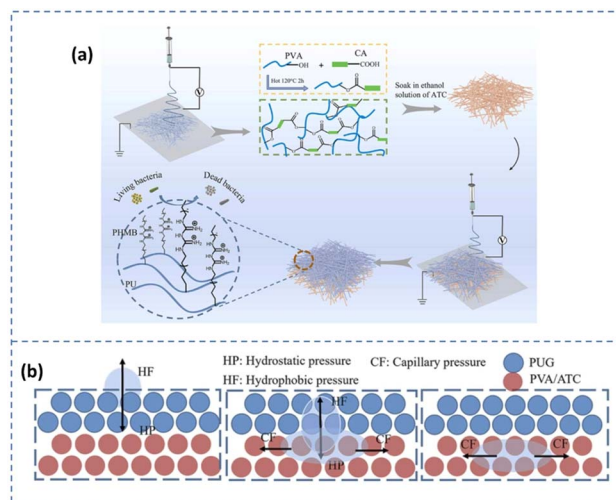 (a)
PVA
CA
OH
+
COOH
Hot 120°C 2h
Soak in ethanol
solution of ATC
V
Living bacteria
Dead bacteria
PHMB
PU
V
(b)
HF
HP: Hydrostatic pressure
CF: Capillary pressure
HF: Hydrophobic pressure
PUG
PVA/ATC
HP
HF
CF
CF
HP
CF
CF